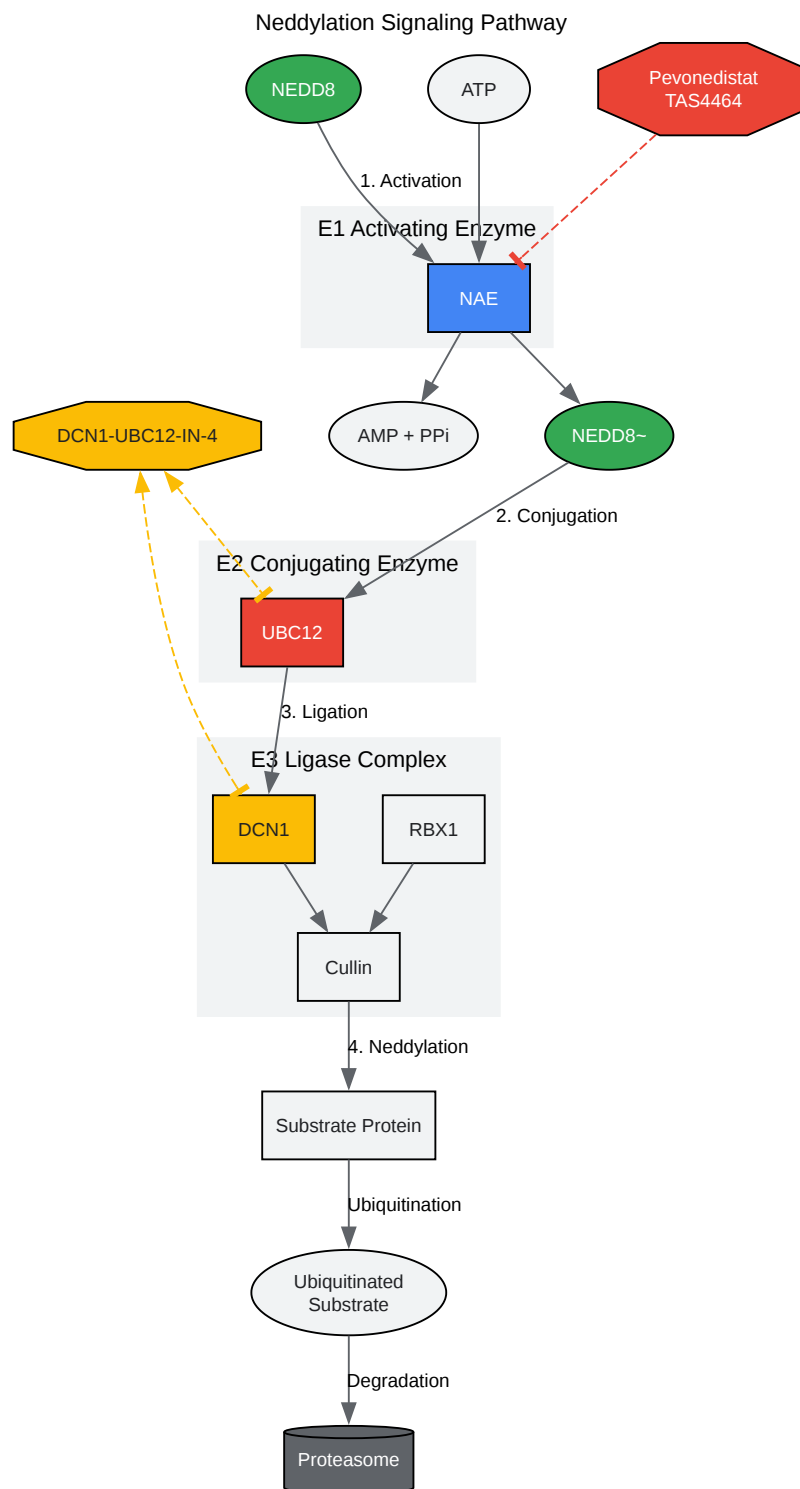 Neddylation Signaling Pathway
NEDD8
ATP
Pevonedistat
TAS4464
1. Activation
E1 Activating Enzyme
NAE
DCN1-UBC12-IN-4
AMP + PPi
NEDD8~
2. Conjugation
E2 Conjugating Enzyme
UBC12
3. Ligation
E3 Ligase Complex
DCN1
RBX1
Cullin
4. Neddylation
Substrate Protein
Ubiquitination
Ubiquitinated
Substrate
Degradation
Proteasome